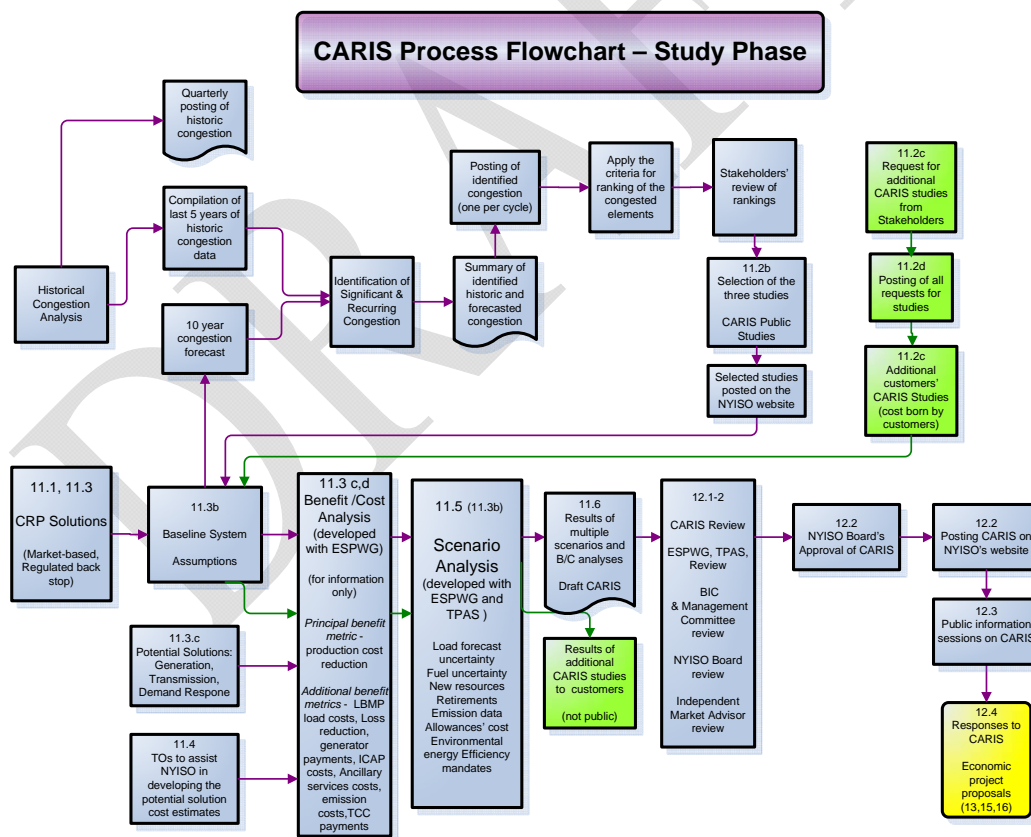 CARIS Process Flowchart – Study Phase
Quarterly
posting of
historic
congestion
Compilation of
last 5 years of
historic
congestion
data
Historical
Congestion
Analysis
10 year
congestion
forecast
Identification of
Significant &
Recurring
Congestion
Posting of
identified
congestion
(one per cycle)
Summary of
identified
historic and
forecasted
congestion
Apply the
criteria for
ranking of the
congested
elements
Stakeholders'
review of
rankings
11.2b
Selection of the
three studies
CARIS Public
Studies
Selected studies
posted on the
NYISO website
11.2c
Request for
additional
CARIS studies
from
Stakeholders
11.2d
Posting of all
requests for
studies
11.2c
Additional
customers'
CARIS Studies
(cost born by
customers)
11.1, 11.3
CRP Solutions
(Market-based,
Regulated back
stop)
11.3b
Baseline System
Assumptions
11.3.c
Potential Solutions:
Generation,
Transmission,
Demand Respone
11.4
TOs to assist
NYISO in
developing the
potential solution
cost estimates
11.3 c,d
Benefit /Cost
Analysis
(developed
with ESPWG)
(for information
only)
Principal benefit
metric -
production cost
reduction
Additional benefit
metrics - LBMP
load costs, Loss
reduction,
generator
payments, ICAP
costs, Ancillary
services costs,
emission
costs,TCC
payments
11.5 (11.3b)
Scenario
Analysis
(developed with
ESPWG and
TPAS )
Load forecast
uncertainty
Fuel uncertainty
New resources
Retirements
Emission data
Allowances' cost
Environmental
energy Efficiency
mandates
11.6
Results of
multiple
scenarios and
B/C analyses
Draft CARIS
Results of
additional
CARIS studies
to customers
(not public)
12.1-2
CARIS Review
ESPWG, TPAS,
Review
BIC
& Management
Committee
review
NYISO Board
review
Independent
Market Advisor
review
12.2
NYISO Board's
Approval of CARIS
12.2
Posting CARIS on
NYISO's website
12.3
Public information
sessions on CARIS
12.4
Responses to
CARIS
Economic
project
proposals
(13,15,16)
DRAFT